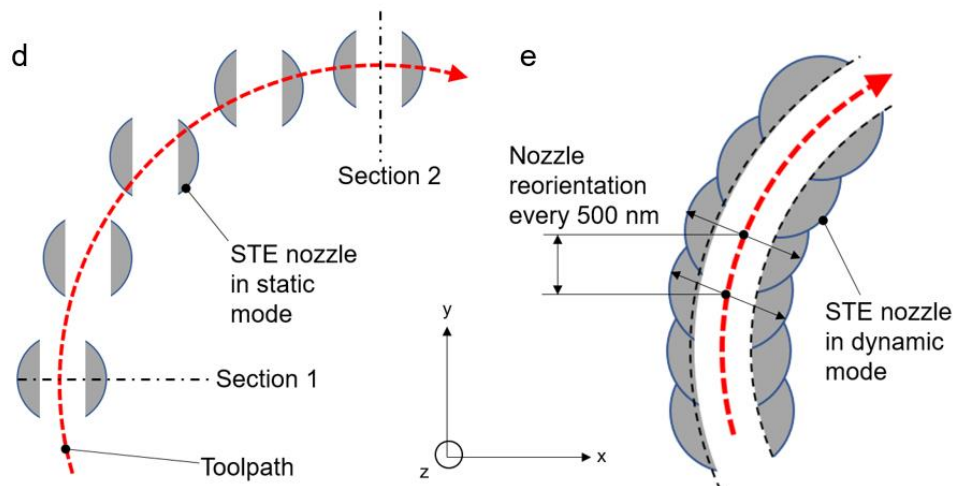 d
Section 2
STE nozzle
in static
mode
Section 1
Toolpath
y
z
x
e
Nozzle
reorientation
every 500 nm
STE nozzle
in dynamic
mode